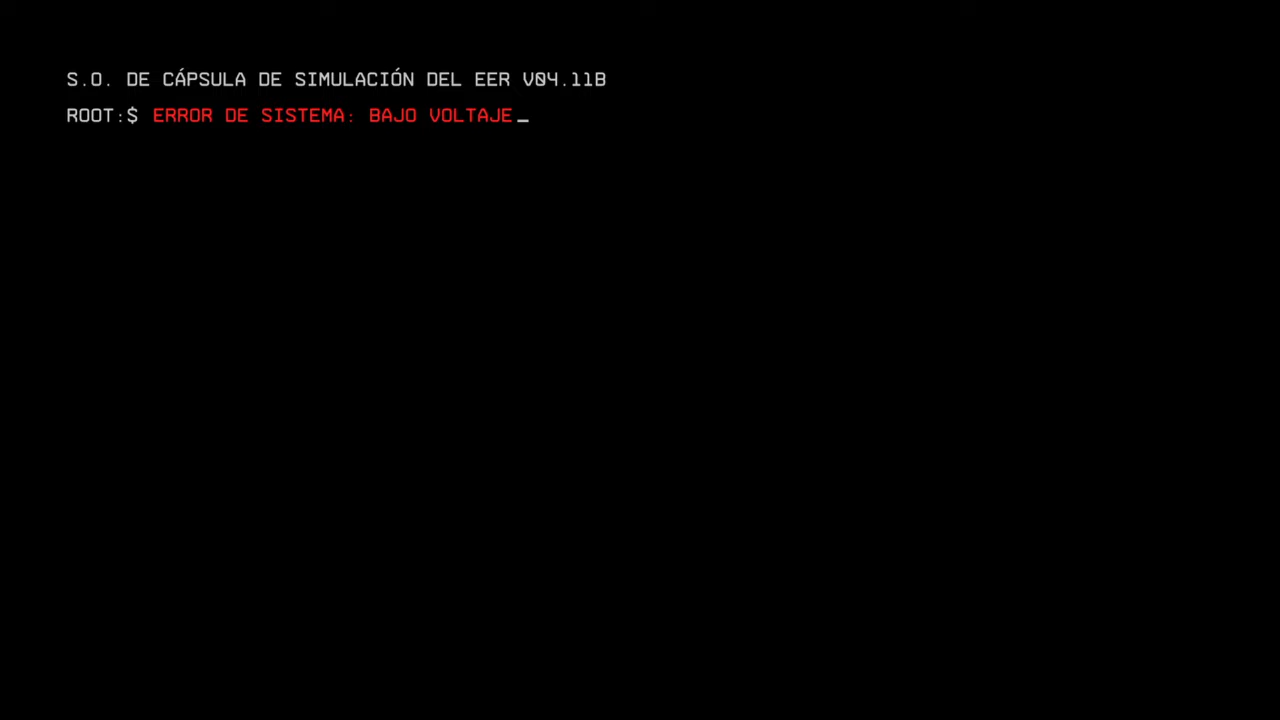 S.O. DE CÁPSULA DE SIMULACIÓN DEL EER V04.11B
ROOT:$ ERROR DE SISTEMA: BAJO VOLTAJE_